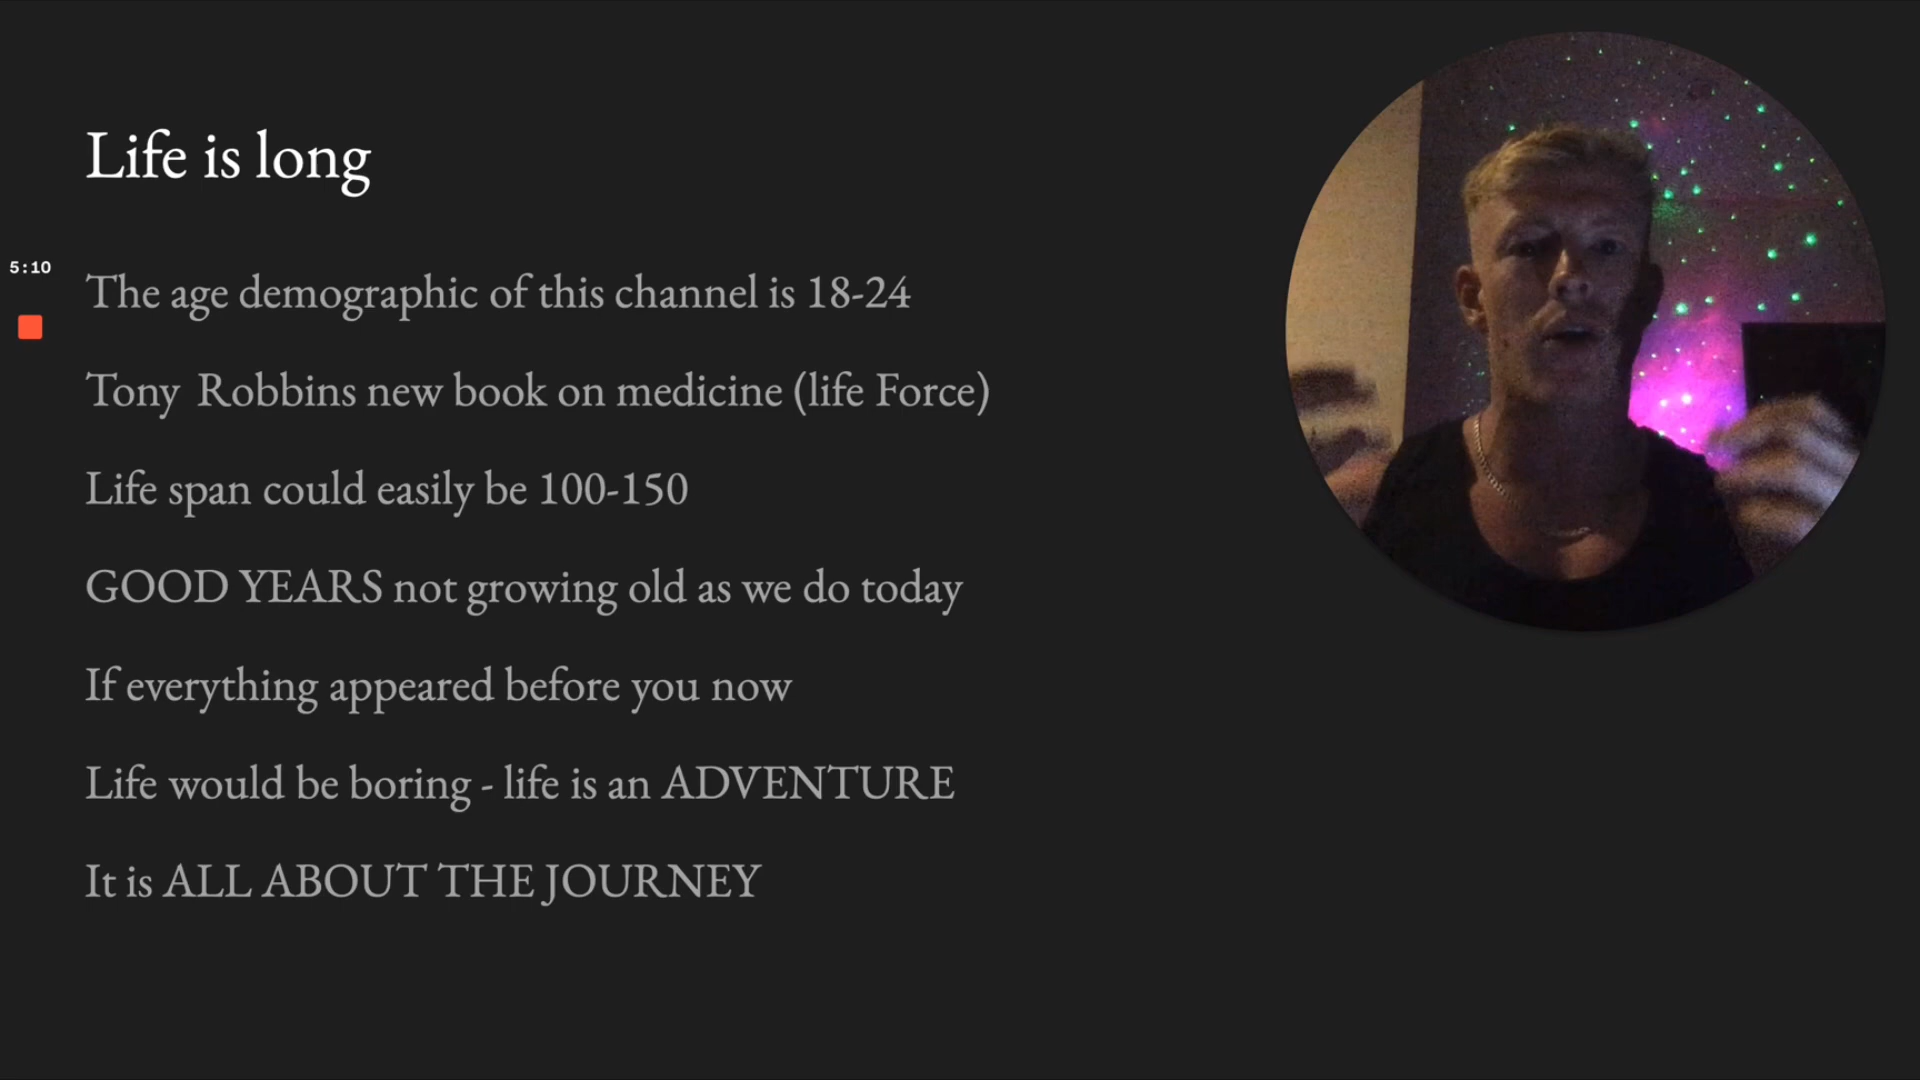 Life is long
5:10
The age demographic of this channel is 18-24
Tony Robbins new book on medicine (life Force)
Life span could easily be 100-150
GOOD YEARS not growing old as we do today
If everything appeared before you now
Life would be boring - life is an ADVENTURE
It is ALL ABOUT THE JOURNEY